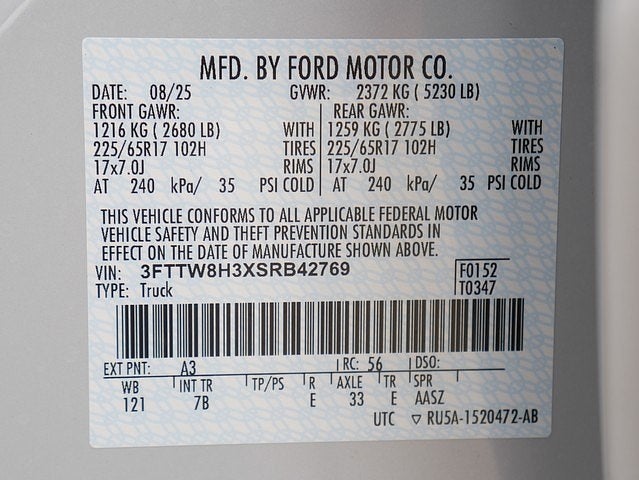 MFD. BY FORD MOTOR CO.
DATE: 08/25 GVWR: 2372 KG ( 5230 LB)
FRONT GAWR: REAR GAWR:
1216 KG ( 2680 LB) WITH 1259 KG ( 2775 LB) WITH
225/65R17 102H TIRES 225/65R17 102H TIRES
17x7.0J RIMS 17x7.0J RIMS
AT 240 kPa/ 35 PSI COLD AT 240 kPa/ 35 PSI COLD
THIS VEHICLE CONFORMS TO ALL APPLICABLE FEDERAL MOTOR
VEHICLE SAFETY AND THEFT PREVENTION STANDARDS IN
EFFECT ON THE DATE OF MANUFACTURE SHOWN ABOVE.
VIN: 3FTTW8H3XSRB42769 F0152
TYPE: Truck T0347
EXT PNT: A3 RC: 56 DSO:
WB INT TR TP/PS R AXLE TR SPR
121 7B E 33 E AASZ
UTC ▽ RU5A-1520472-AB